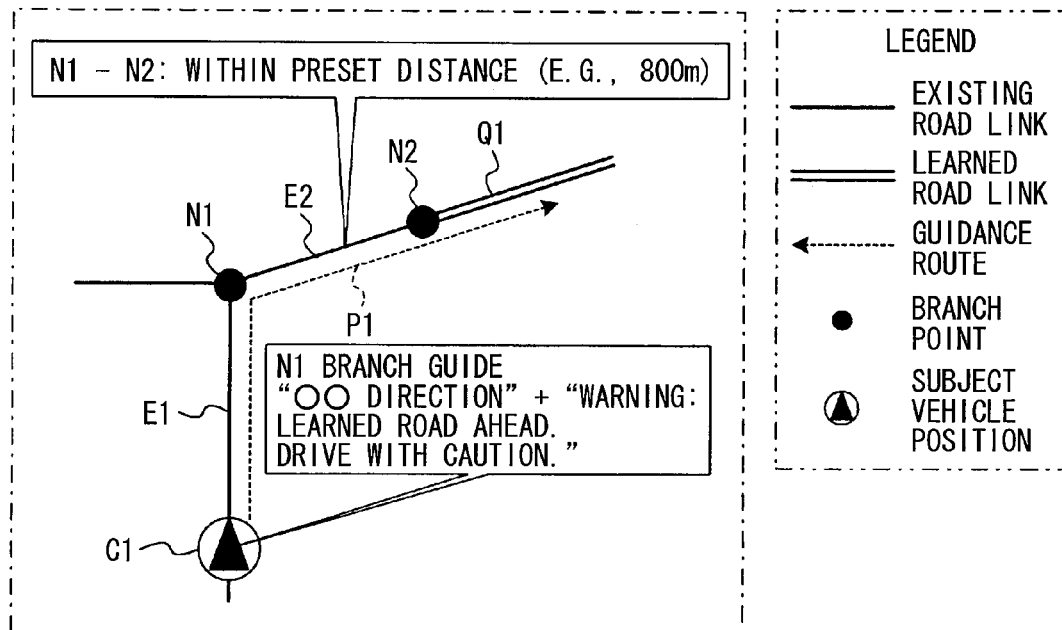 N1 - N2: WITHIN PRESET DISTANCE (E.G., 800m)
Q1
N2
E2
N1
P1
N1 BRANCH GUIDE
“○○ DIRECTION” + “WARNING:
LEARNED ROAD AHEAD.
DRIVE WITH CAUTION.”
E1
C1
LEGEND
EXISTING
ROAD LINK
LEARNED
ROAD LINK
GUIDANCE
ROUTE
BRANCH
POINT
SUBJECT
VEHICLE
POSITION